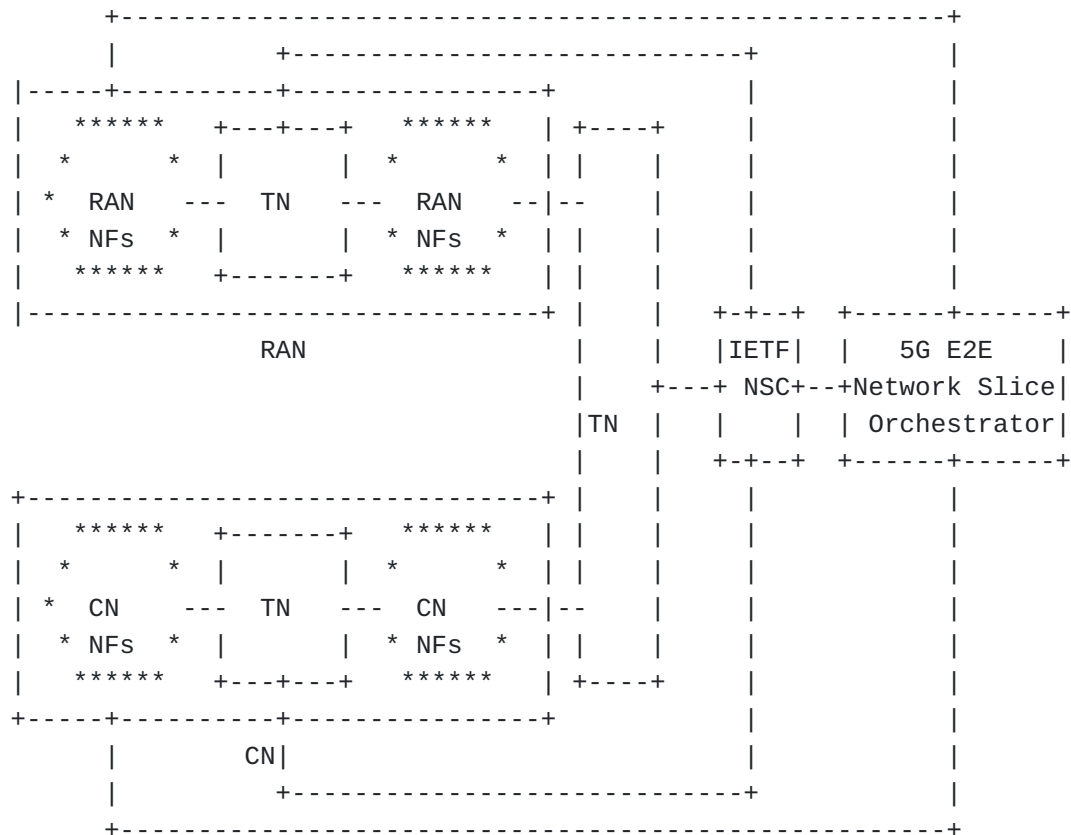 RAN TN RAN
NFs NFs
RAN
IETF 5G E2E
NSC Network Slice
TN Orchestrator
CN TN CN
NFs NFs
CN